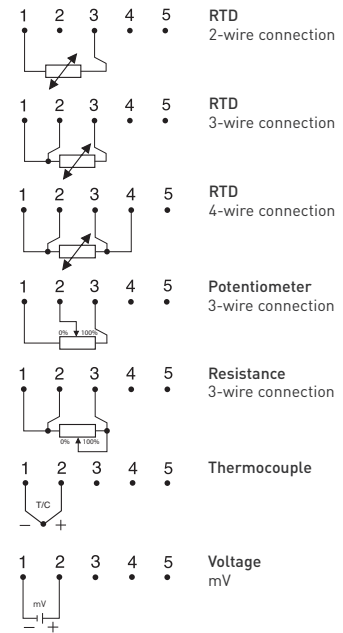 1 2 3 4 5 RTD
2-wire connection
1 2 3 4 5 RTD
3-wire connection
1 2 3 4 5 RTD
4-wire connection
1 2 3 4 5 Potentiometer
3-wire connection
0% 100%
1 2 3 4 5 Resistance
3-wire connection
0% 100%
1 2 3 4 5 Thermocouple
T/C
− +
1 2 3 4 5 Voltage
mV
mV
− +